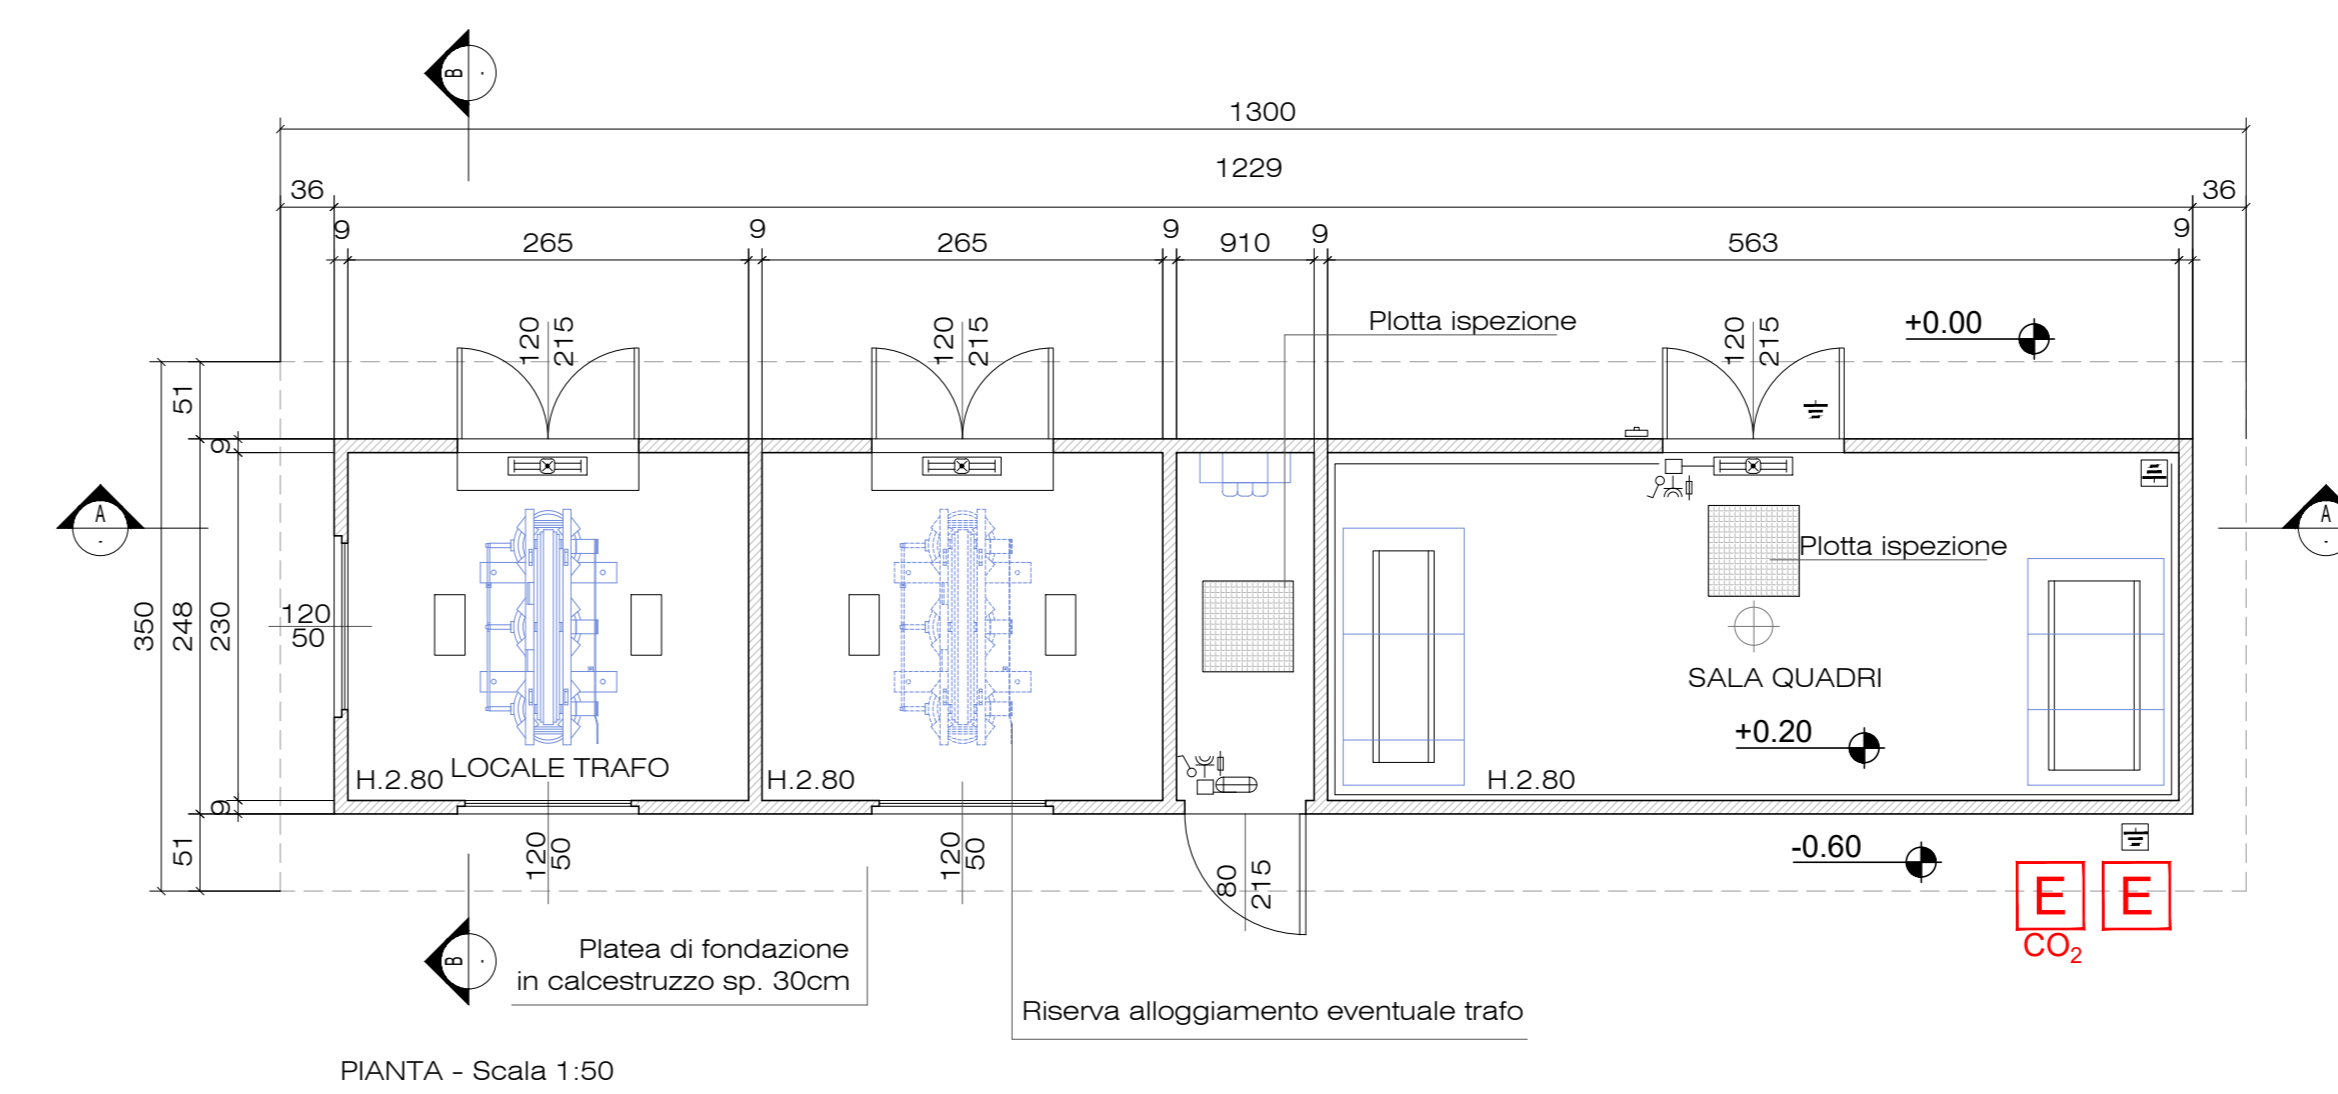 B
1300
1229
36
36
9
265
9
265
9
910
9
563
9
120
215
120
215
Plotta ispezione
120
215
+0.00
51
9
A
-
A
-
Plotta ispezione
350
248
230
120
50
SALA QUADRI
+0.20
H.2.80
LOCALE TRAFO
H.2.80
H.2.80
9
51
120
50
120
50
80
215
-0.60
E
E
CO₂
B
Platea di fondazione
in calcestruzzo sp. 30cm
Riserva alloggiamento eventuale trafo
PIANTA - Scala 1:50